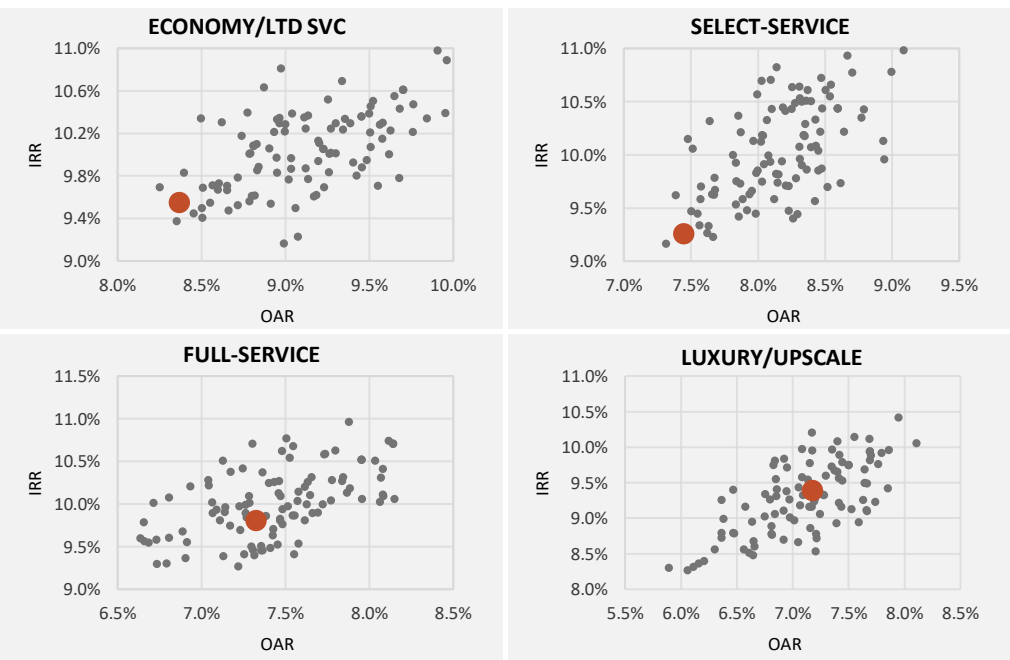 ECONOMY/LTD SVC
11.0%
10.6%
10.2%
9.8%
9.4%
9.0%
IRR
8.0% 8.5% 9.0% 9.5% 10.0%
OAR
SELECT-SERVICE
11.0%
10.5%
10.0%
9.5%
9.0%
IRR
7.0% 7.5% 8.0% 8.5% 9.0% 9.5%
OAR
FULL-SERVICE
11.5%
11.0%
10.5%
10.0%
9.5%
9.0%
IRR
6.5% 7.0% 7.5% 8.0% 8.5%
OAR
LUXURY/UPSCALE
11.0%
10.5%
10.0%
9.5%
9.0%
8.5%
8.0%
IRR
5.5% 6.0% 6.5% 7.0% 7.5% 8.0% 8.5%
OAR